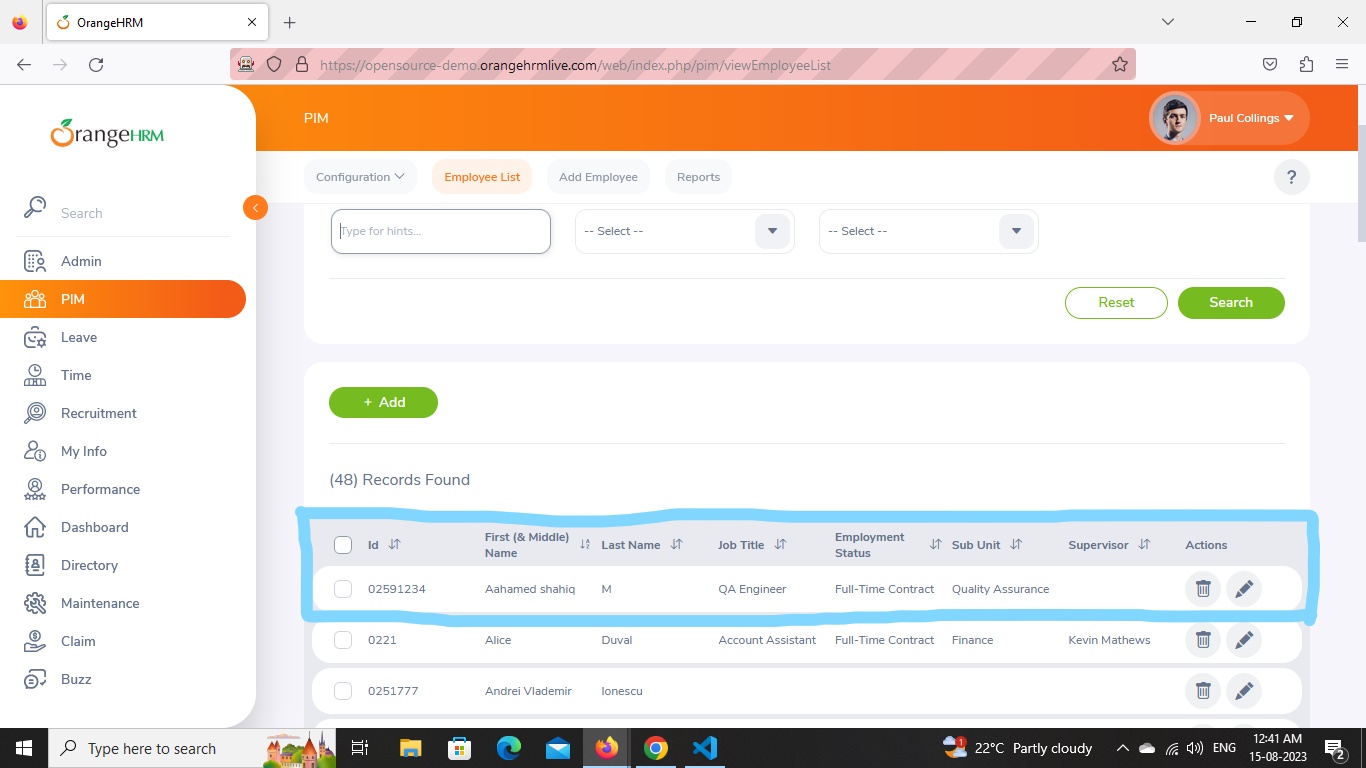 OrangeHRM
https://opensource-demo.orangehrmlive.com/web/index.php/pim/viewEmployeeList
OrangeHRM
PIM
Paul Collings
Configuration Employee List Add Employee Reports ?
Search
Type for hints... -- Select -- -- Select --
Admin
PIM
Reset Search
Leave
Time
+ Add
Recruitment
My Info
(48) Records Found
Performance
Dashboard
Id First (& Middle) Name Last Name Job Title Employment Status Sub Unit Supervisor Actions
Directory
02591234 Aahamed shahiq M QA Engineer Full-Time Contract Quality Assurance
Maintenance
Claim
0221 Alice Duval Account Assistant Full-Time Contract Finance Kevin Mathews
Buzz
0251777 Andrei Vlademir Ionescu
Type here to search
1
22°C Partly cloudy
ENG
12:41 AM
15-08-2023
2